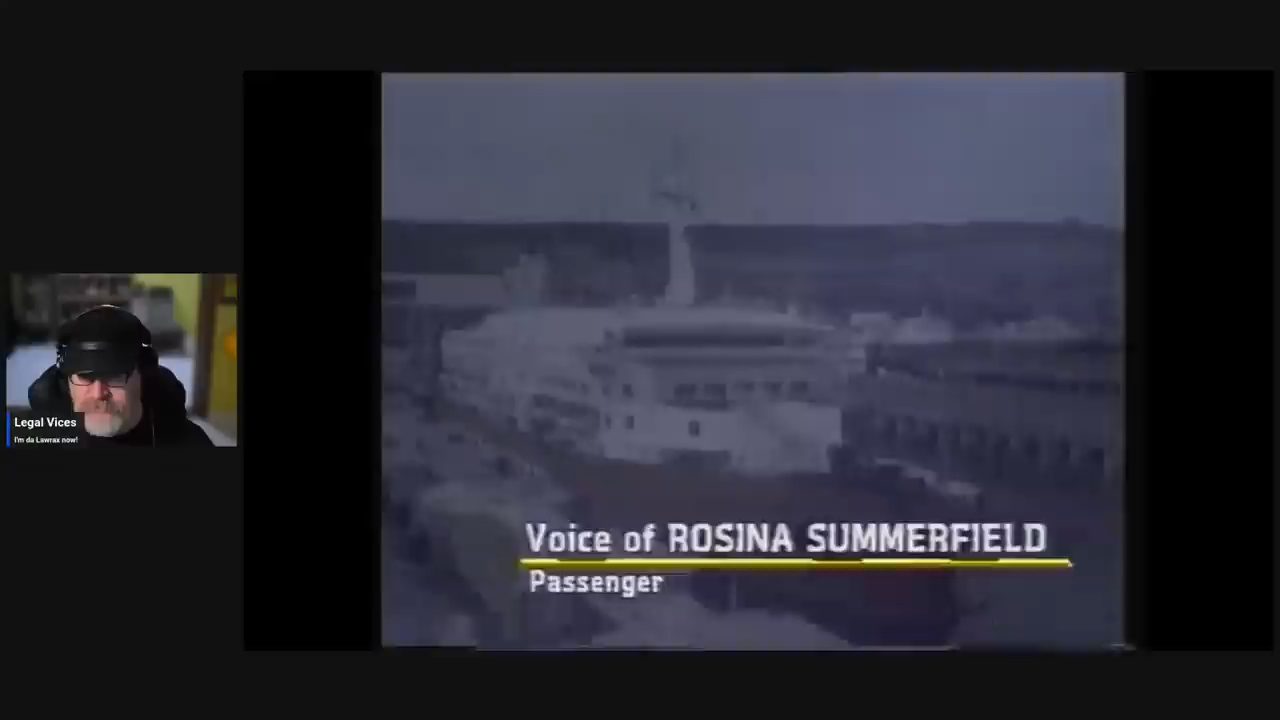 Legal Vices
I'm da Lawrax now!
Voice of ROSINA SUMMERFIELD
Passenger